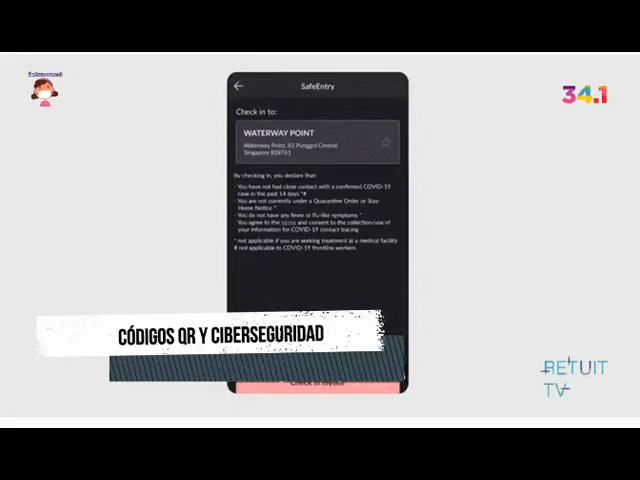 34.1
SafeEntry
Check in to:
WATERWAY POINT
Waterway Point, 83 Punggol Central,
Singapore 828761
By checking in, you declare that:
- You have not had close contact with a confirmed COVID-19
case in the past 14 days *#
- You are not currently under a Quarantine Order or Stay-
Home Notice *
- You do not have any fever or flu-like symptoms *
- You agree to the terms and consent to the collection/use of
your information for COVID-19 contact tracing
* not applicable if you are seeking treatment at a medical facility
# not applicable to COVID-19 frontline workers
CÓDIGOS QR Y CIBERSEGURIDAD
RETUIT
TV